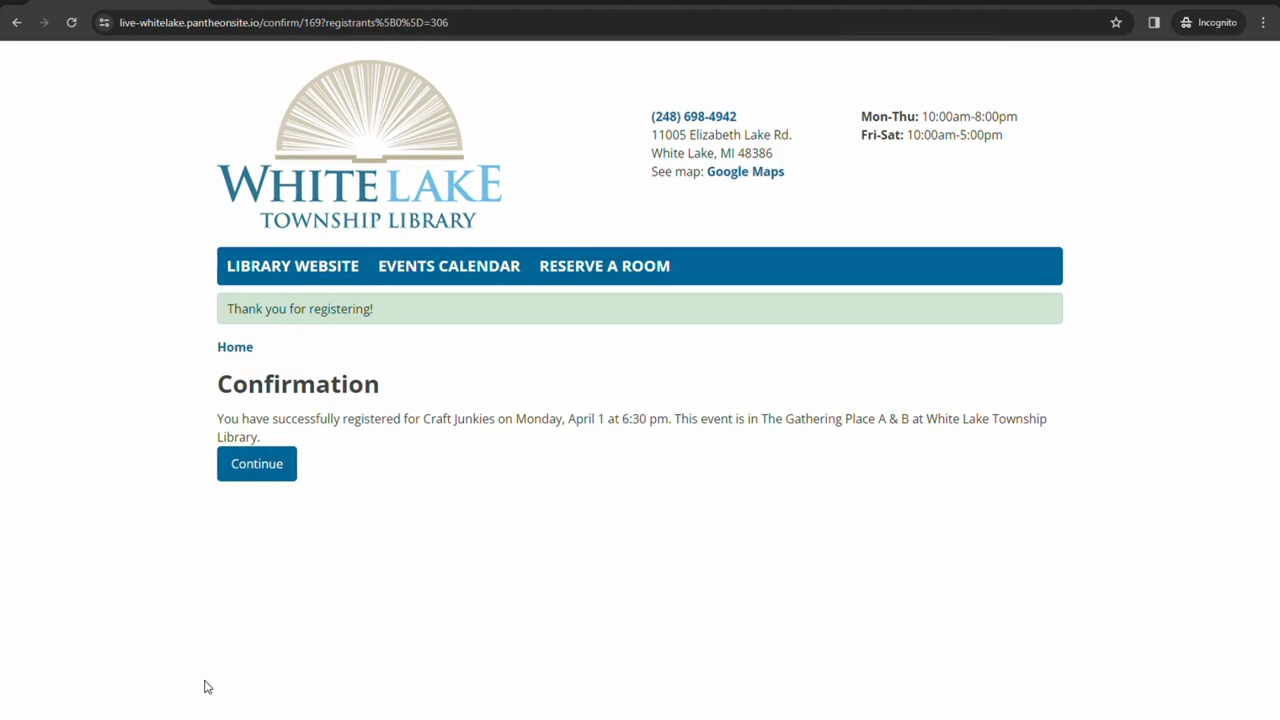 live-whitelake.pantheonsite.io/confirm/169?registrants%5B0%5D=306
Incognito
WHITE LAKE
TOWNSHIP LIBRARY
(248) 698-4942
11005 Elizabeth Lake Rd.
White Lake, MI 48386
See map: Google Maps
Mon-Thu: 10:00am-8:00pm
Fri-Sat: 10:00am-5:00pm
LIBRARY WEBSITE EVENTS CALENDAR RESERVE A ROOM
Thank you for registering!
Home
Confirmation
You have successfully registered for Craft Junkies on Monday, April 1 at 6:30 pm. This event is in The Gathering Place A & B at White Lake Township
Library.
Continue